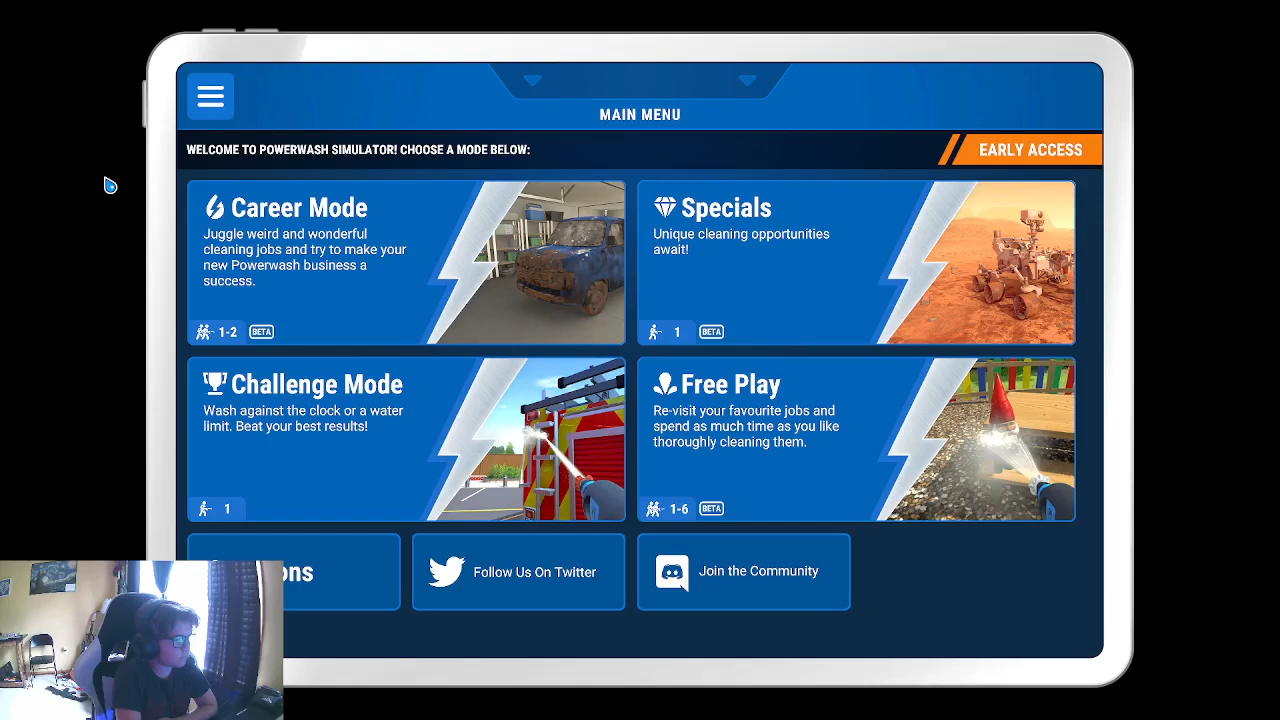 MAIN MENU
WELCOME TO POWERWASH SIMULATOR! CHOOSE A MODE BELOW:
EARLY ACCESS
Career Mode
Juggle weird and wonderful
cleaning jobs and try to make your
new Powerwash business a
success.
1-2 BETA
Specials
Unique cleaning opportunities
await!
1 BETA
Challenge Mode
Wash against the clock or a water
limit. Beat your best results!
1
Free Play
Re-visit your favourite jobs and
spend as much time as you like
thoroughly cleaning them.
1-6 BETA
ons
Follow Us On Twitter
Join the Community